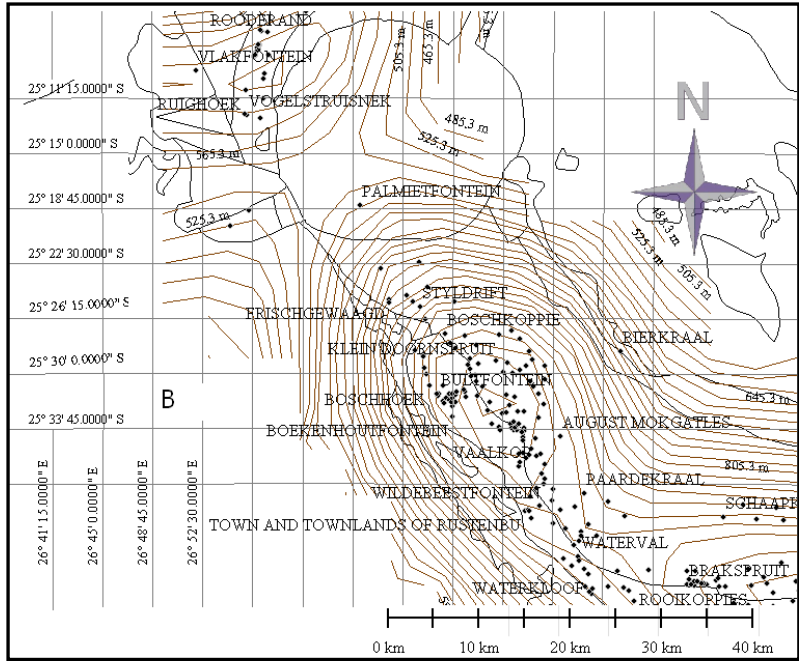 ROODERAND
VLAKFONTEIN
505.3 m
465.3 m
25° 11' 15.0000" S
RUIGHOEK
VOGELSTRUISNEK
N
485.3 m
525.3 m
25° 15' 0.0000" S
565.3 m
25° 18' 45.0000" S
PALMIETFONTEIN
525.3 m
485.3 m
525.3 m
505.3 m
25° 22' 30.0000" S
STYLDRIFT
25° 26' 15.0000" S
FRISCHGEWAAGD
BOSCHKOPPIE
BIERKRAAL
KLEIN DOORNSPRUIT
25° 30' 0.0000" S
BULTFONTEIN
B
BOSCHHOEK
645.3 m
25° 33' 45.0000" S
AUGUST MOKGATLES
BOEKENHOUTFONTEIN
VAALKOP
805.3 m
PAARDEKRAAL
WILDEBEESTFONTEIN
SCHAAPK
26° 41' 15.0000" E
26° 45' 0.0000" E
26° 48' 45.0000" E
26° 52' 30.0000" E
TOWN AND TOWNLANDS OF RUSTENBU
WATERVAL
BRAKSPRUIT
WATERKLOOF
ROOIKOPPIES
0 km 10 km 20 km 30 km 40 km